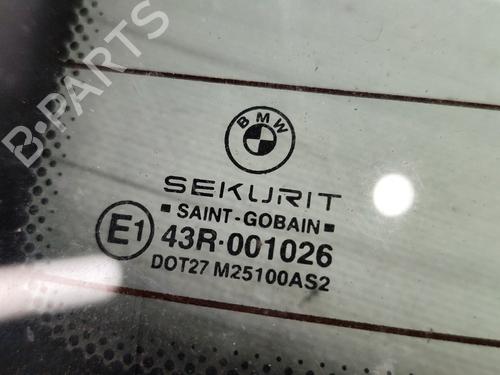 B-PARTS
BMW
SEKURIT
SAINT-GOBAIN
E1 43R-001026
DOT27 M25100AS2